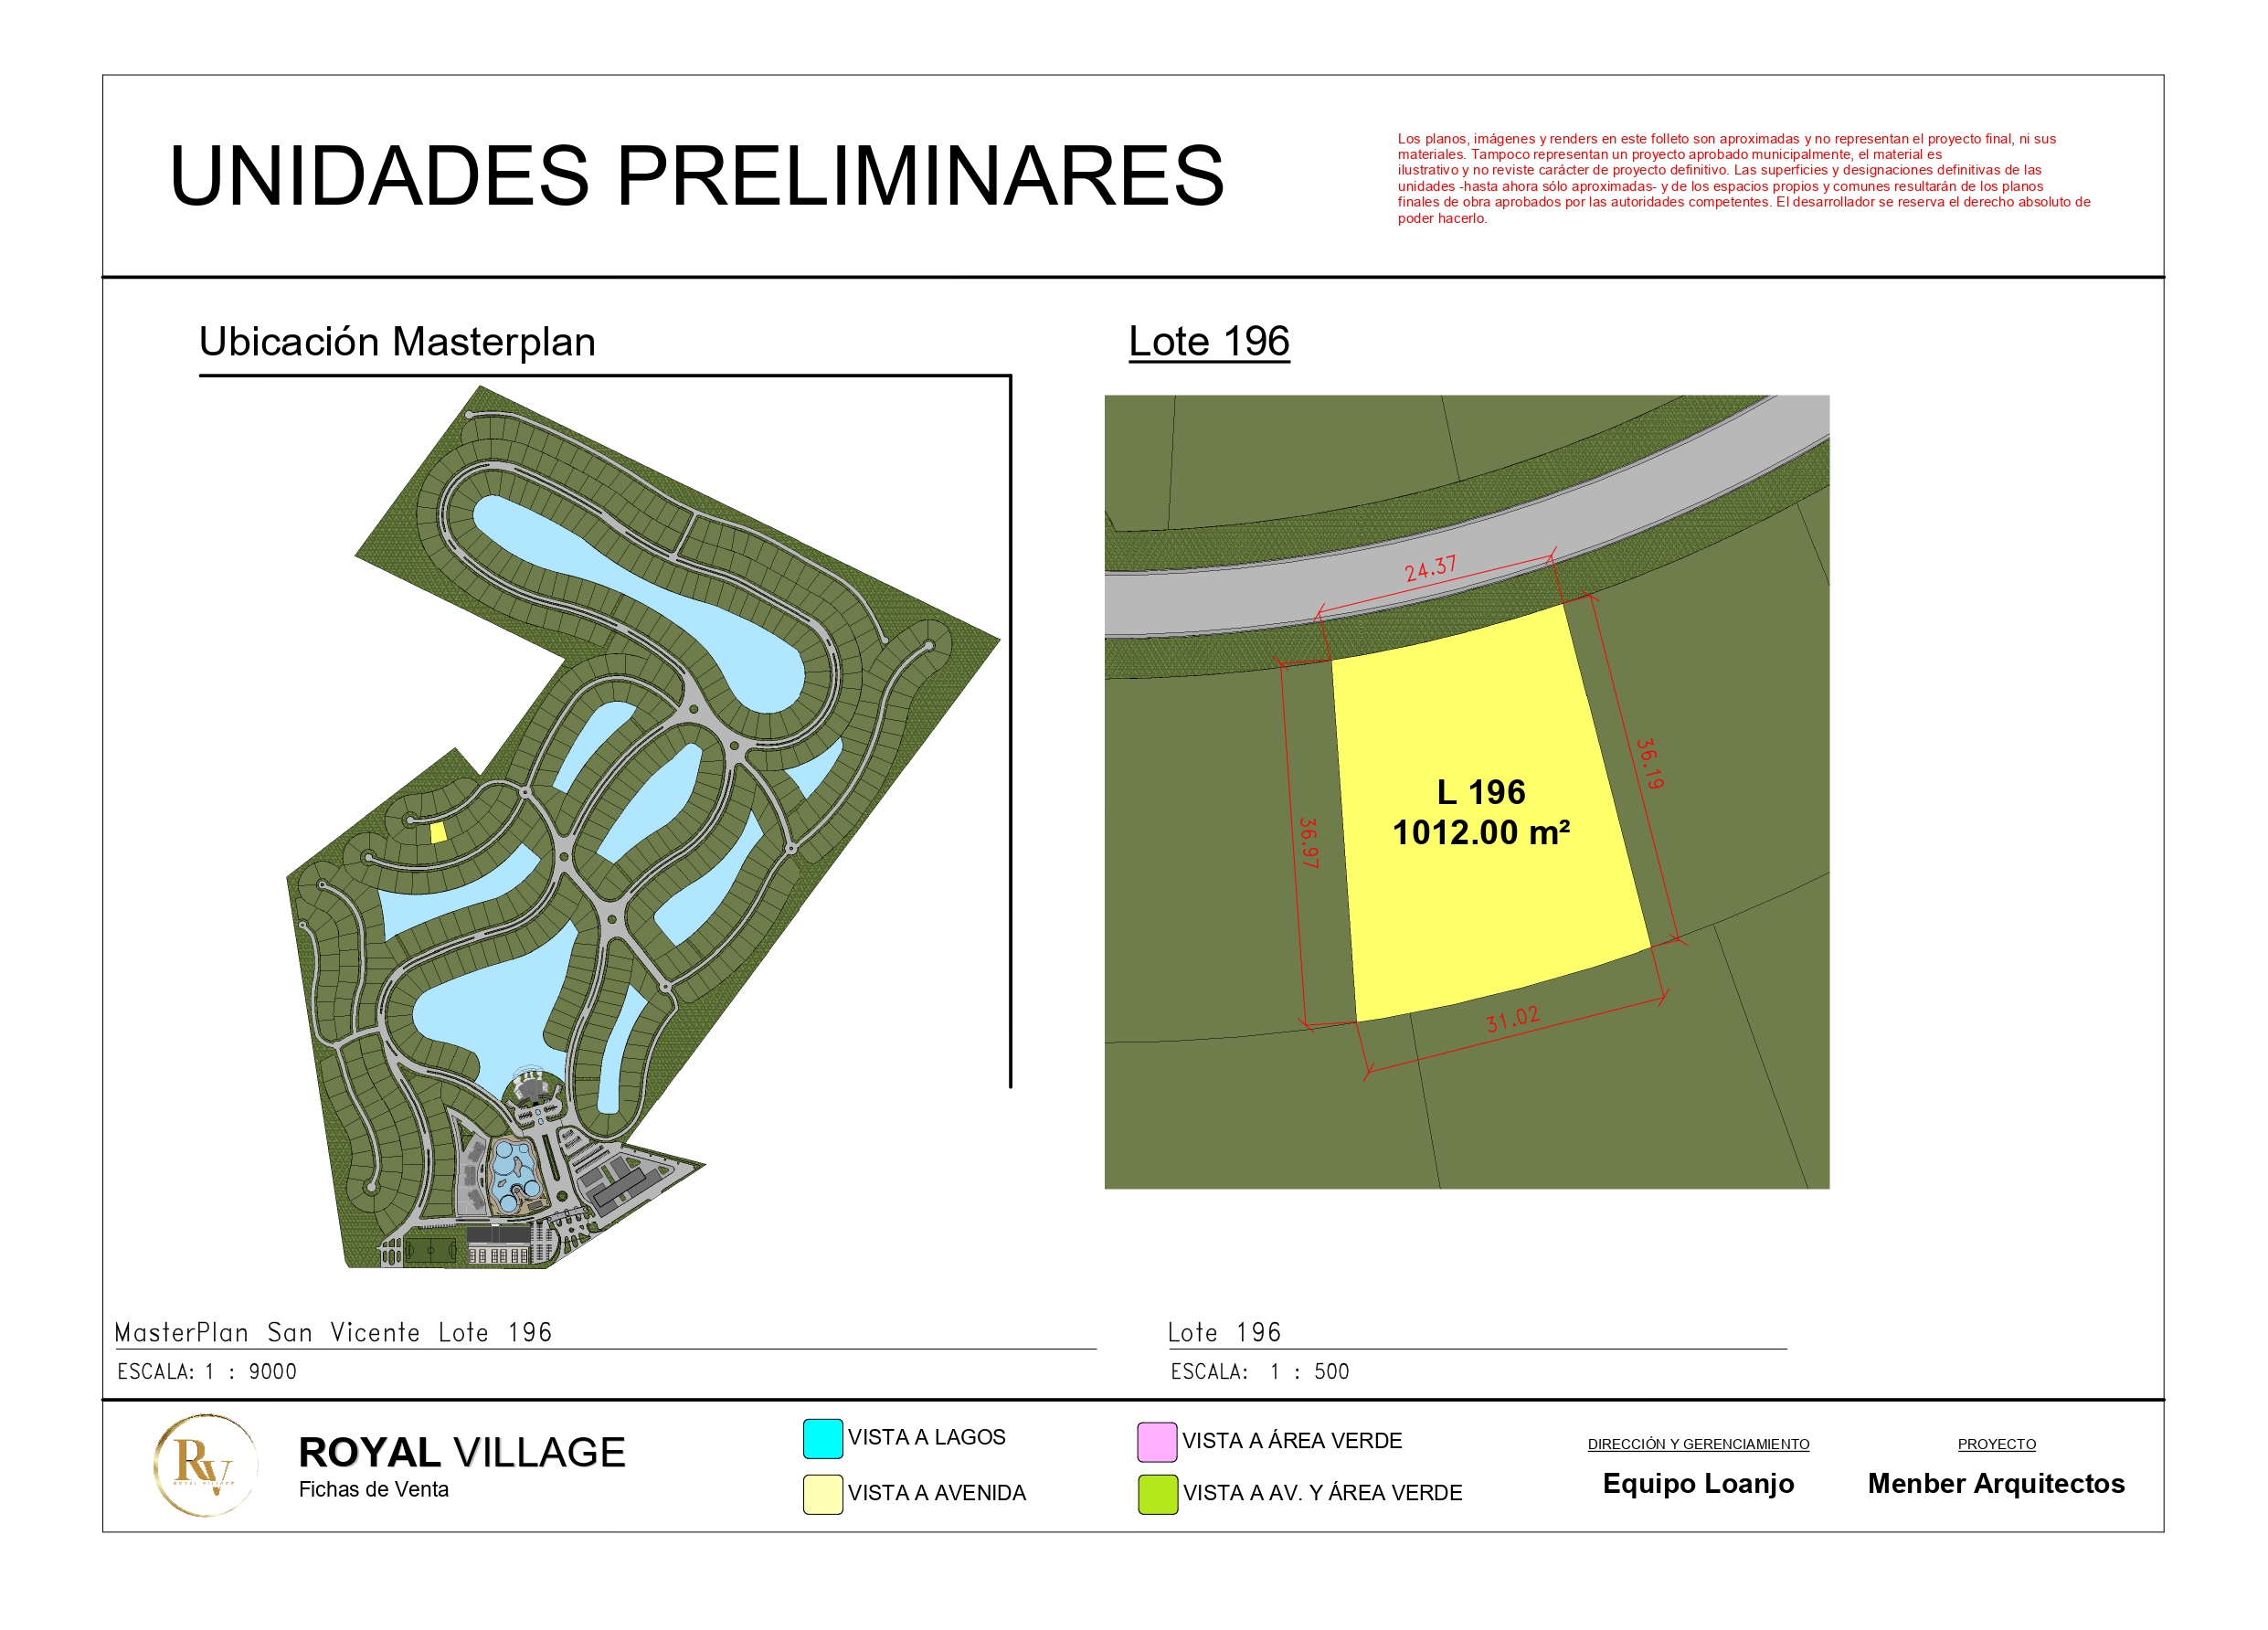 UNIDADES PRELIMINARES
Los planos, imágenes y renders en este folleto son aproximadas y no representan el proyecto final, ni sus
materiales. Tampoco representan un proyecto aprobado municipalmente, el material es
ilustrativo y no reviste carácter de proyecto definitivo. Las superficies y designaciones definitivas de las
unidades -hasta ahora sólo aproximadas- y de los espacios propios y comunes resultarán de los planos
finales de obra aprobados por las autoridades competentes. El desarrollador se reserva el derecho absoluto de
poder hacerlo.
Ubicación Masterplan
Lote 196
24.37
36.19
36.97
31.02
L 196
1012.00 m²
MasterPlan San Vicente Lote 196
ESCALA: 1 : 9000
Lote 196
ESCALA: 1 : 500
RV
ROYAL VILLAGE
ROYAL VILLAGE
Fichas de Venta
VISTA A LAGOS
VISTA A AVENIDA
VISTA A ÁREA VERDE
VISTA A AV. Y ÁREA VERDE
DIRECCIÓN Y GERENCIAMIENTO
Equipo Loanjo
PROYECTO
Menber Arquitectos